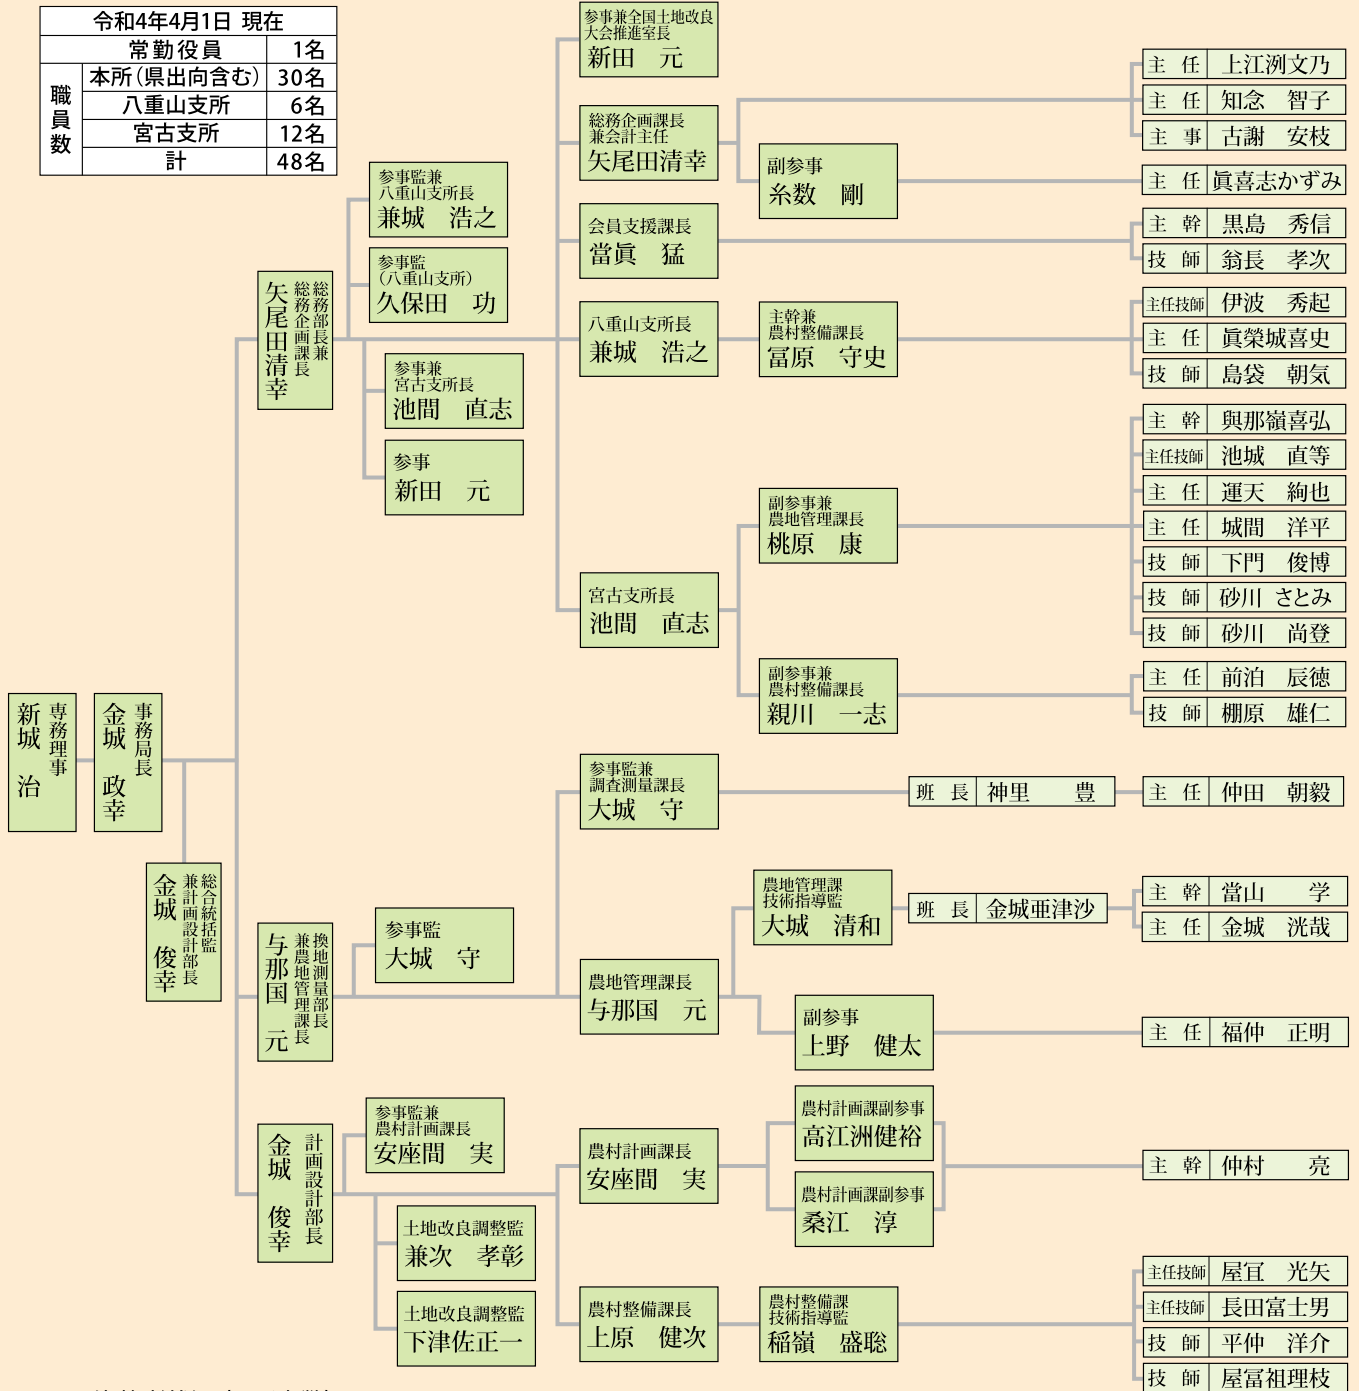 令和4年4月1日 現在
常勤役員 1名
職員数
本所(県出向含む) 30名
八重山支所 6名
宮古支所 12名
計 48名
専務理事
新城 治
事務局長
金城 政幸
総合統括監
兼計画設計部長
金城 俊幸
総務部長兼
総務企画課長
矢尾田清幸
参事監兼
八重山支所長
兼城 浩之
参事監
(八重山支所)
久保田 功
参事兼
宮古支所長
池間 直志
参事
新田 元
参事兼全国土地改良
大会推進室長
新田 元
総務企画課長
兼会計主任
矢尾田清幸
主任 上江洌文乃
主任 知念 智子
主事 古謝 安枝
副参事
糸数 剛
主任 眞喜志かずみ
会員支援課長
當眞 猛
主幹 黒島 秀信
技師 翁長 孝次
八重山支所長
兼城 浩之
主幹兼
農村整備課長
冨原 守史
主任技師 伊波 秀起
主任 眞榮城喜史
技師 島袋 朝気
宮古支所長
池間 直志
副参事兼
農地管理課長
桃原 康
主幹 與那嶺喜弘
主任技師 池城 直等
主任 運天 絢也
主任 城間 洋平
技師 下門 俊博
技師 砂川 さとみ
技師 砂川 尚登
副参事兼
農村整備課長
親川 一志
主任 前泊 辰徳
技師 棚原 雄仁
換地測量部長
兼農地管理課長
与那国 元
参事監
大城 守
参事監兼
調査測量課長
大城 守
班長 神里 豊
主任 仲田 朝毅
農地管理課長
与那国 元
農地管理課
技術指導監
大城 清和
班長 金城亜津沙
主幹 當山 学
主任 金城 洸哉
副参事
上野 健太
主任 福仲 正明
計画設計部長
金城 俊幸
参事監兼
農村計画課長
安座間 実
土地改良調整監
兼次 孝彰
土地改良調整監
下津佐正一
農村計画課長
安座間 実
農村計画課副参事
高江洲健裕
農村計画課副参事
桑江 淳
主幹 仲村 亮
農村整備課長
上原 健次
農村整備課
技術指導監
稲嶺 盛聡
主任技師 屋冝 光矢
主任技師 長田富士男
技師 平仲 洋介
技師 屋冨祖理枝